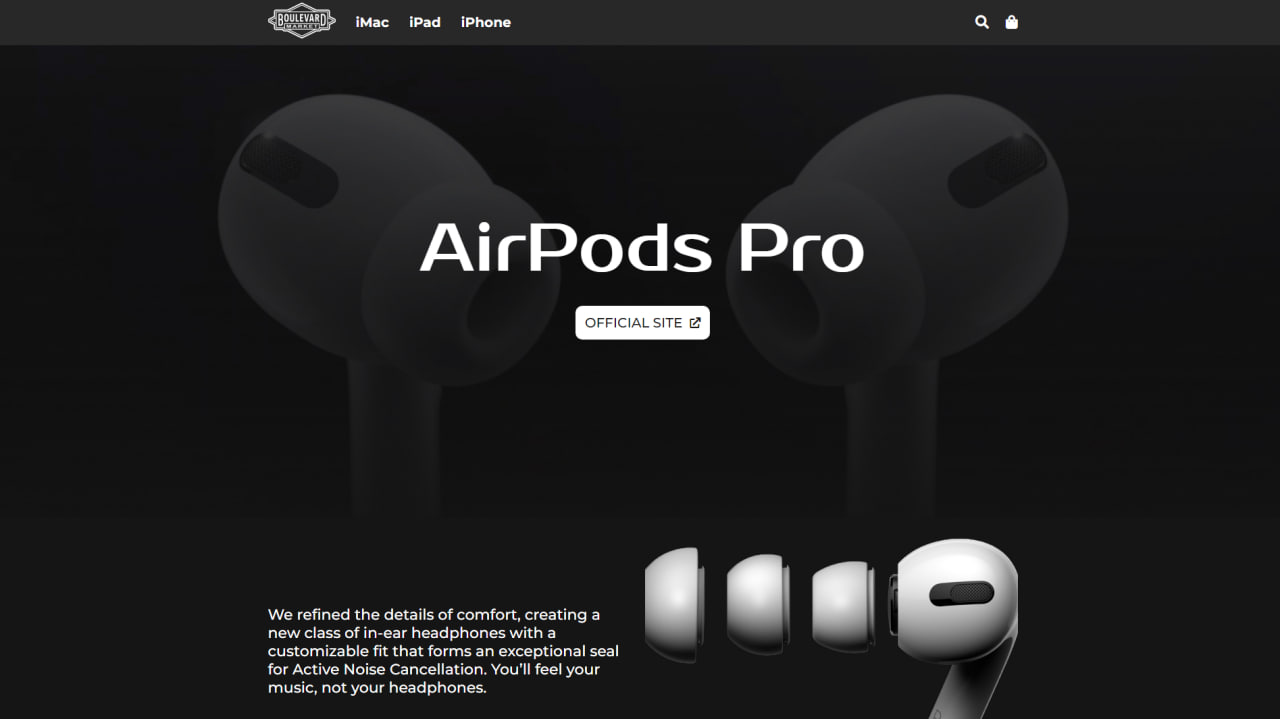 BOULEVARD
MARKET
iMac iPad iPhone
AirPods Pro
OFFICIAL SITE
We refined the details of comfort, creating a
new class of in-ear headphones with a
customizable fit that forms an exceptional seal
for Active Noise Cancellation. You’ll feel your
music, not your headphones.